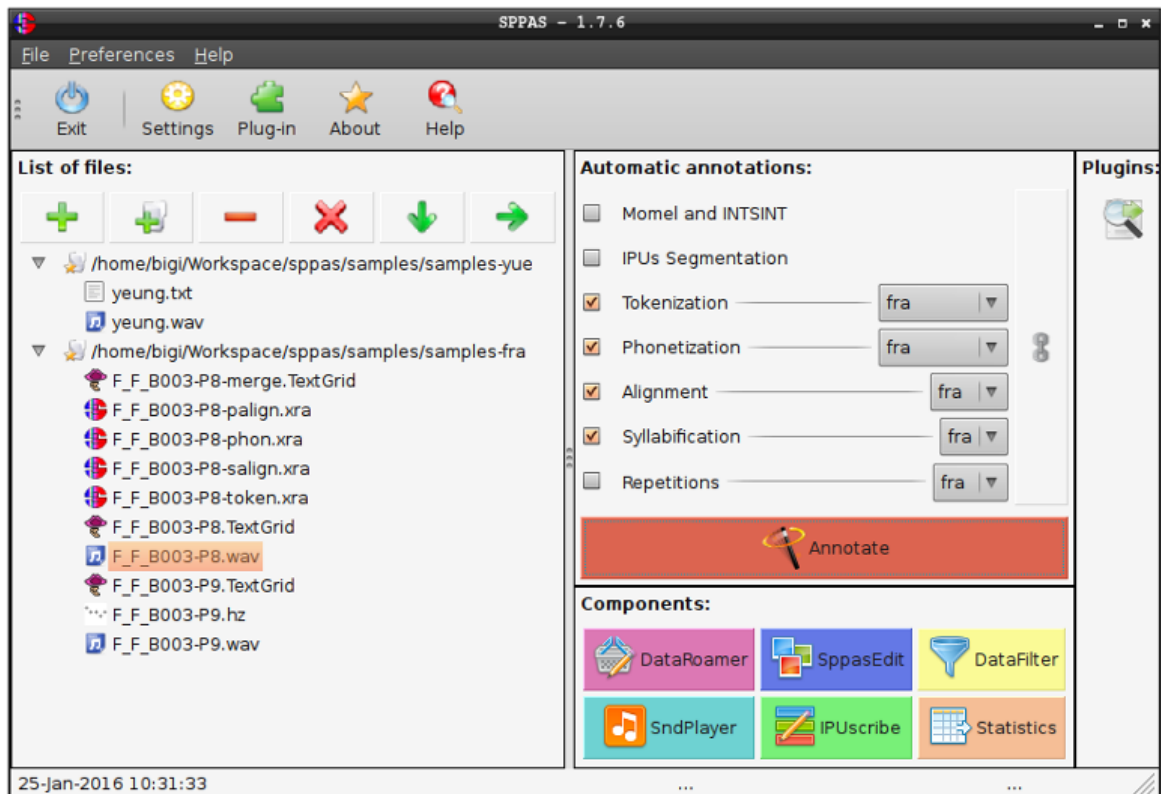 SPPAS - 1.7.6
File Preferences Help
Exit Settings Plug-in About Help
List of files:
/home/bigi/Workspace/sppas/samples/samples-yue
yeung.txt
yeung.wav
/home/bigi/Workspace/sppas/samples/samples-fra
F_F_B003-P8-merge.TextGrid
F_F_B003-P8-palign.xra
F_F_B003-P8-phon.xra
F_F_B003-P8-salign.xra
F_F_B003-P8-token.xra
F_F_B003-P8.TextGrid
F_F_B003-P8.wav
F_F_B003-P9.TextGrid
F_F_B003-P9.hz
F_F_B003-P9.wav
Automatic annotations:
Momel and INTSINT
IPUs Segmentation
Tokenization fra
Phonetization fra
Alignment fra
Syllabification fra
Repetitions fra
Annotate
Components:
DataRoamer SppasEdit DataFilter
SndPlayer IPUscribe Statistics
Plugins:
25-Jan-2016 10:31:33 ... ...